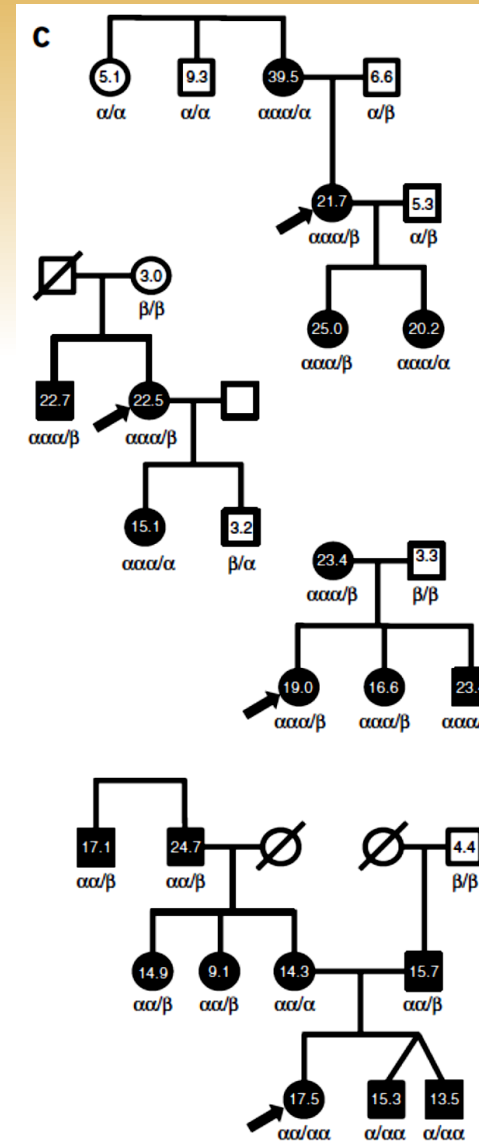 C
5.1 9.3 39.5 6.6
α/α α/α ααα/α α/β
21.7 5.3
ααα/β α/β
3.0
β/β
25.0 20.2
ααα/β ααα/α
22.7 22.5
ααα/β ααα/β
15.1 3.2
ααα/α β/α
23.4 3.3
ααα/β β/β
19.0 16.6
ααα/β ααα/β
17.1 24.7 4.4
αα/β αα/β β/β
14.9 9.1 14.3 15.7
αα/β αα/β αα/α αα/β
17.5 15.3 13.5
αα/αα α/αα α/αα